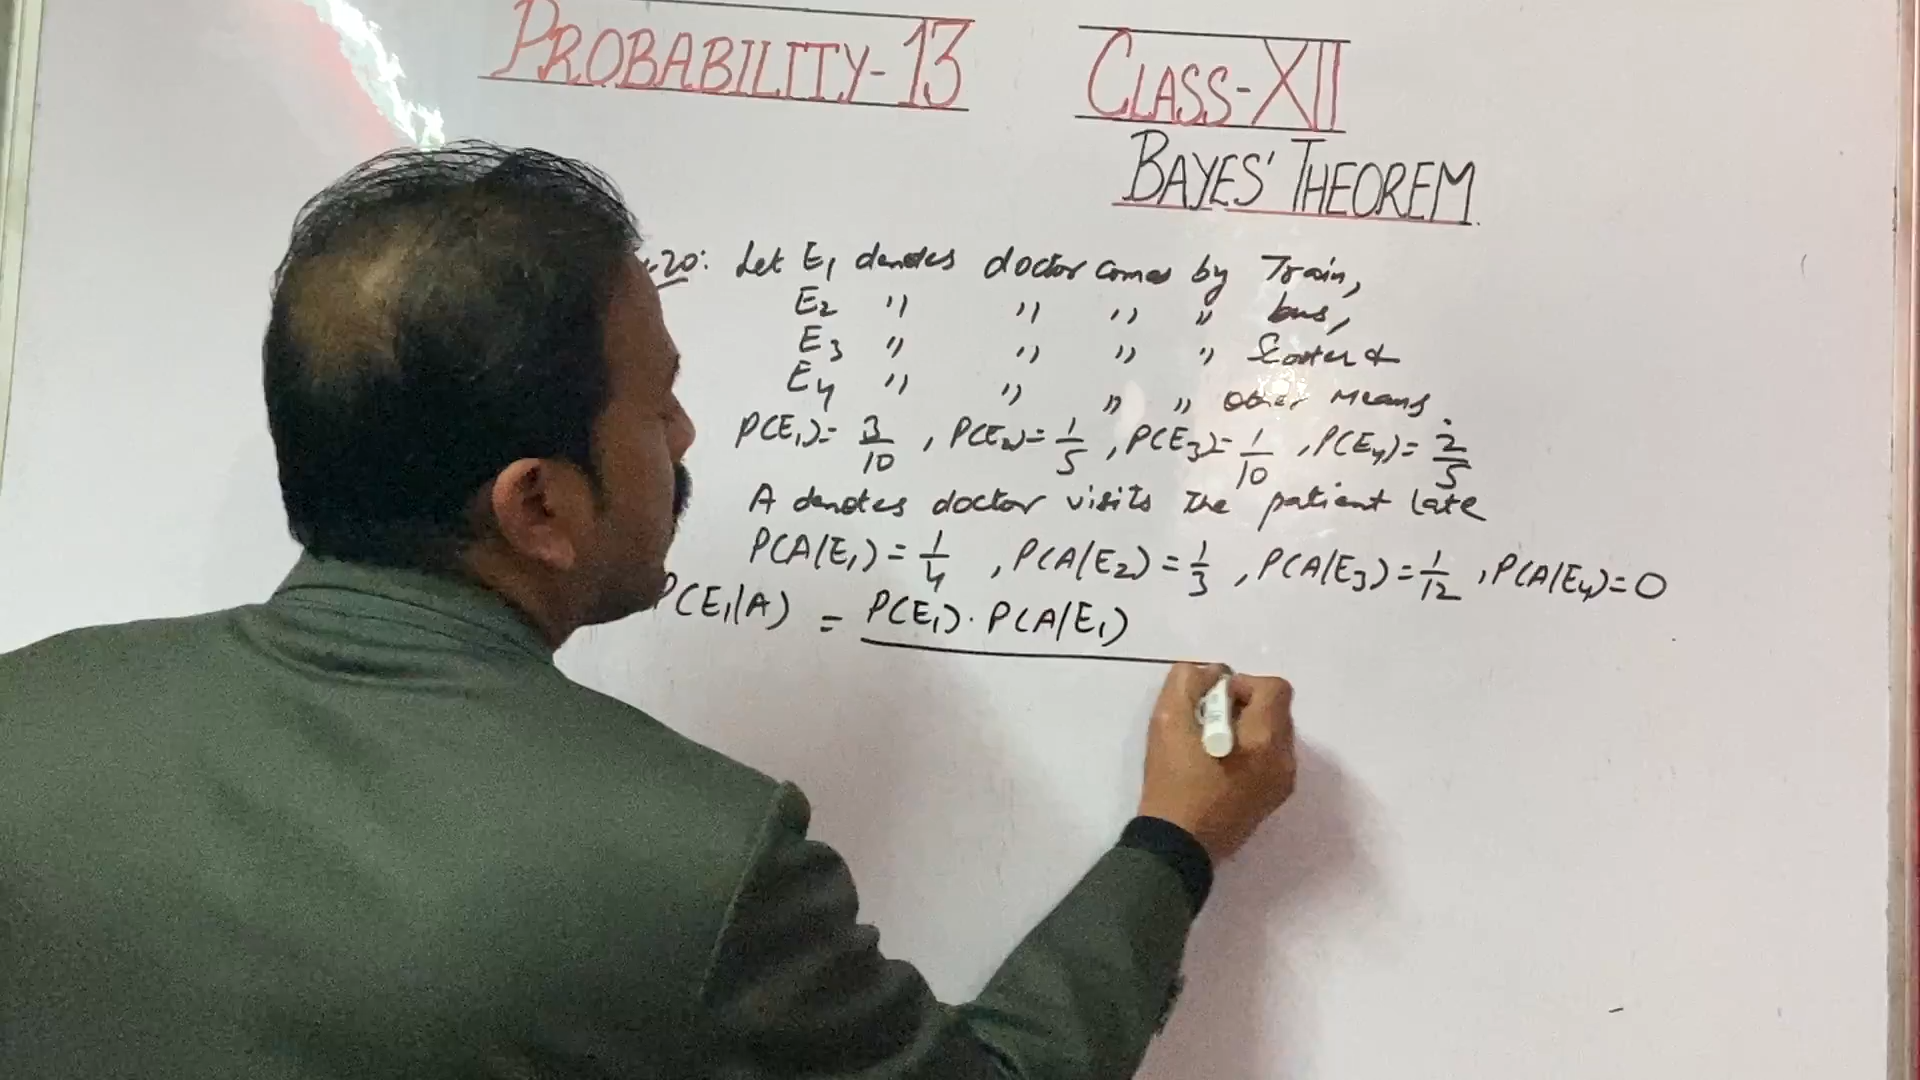 PROBABILITY-13 CLASS-XII
BAYES' THEOREM
.20: Let E1 denotes doctor comes by Train,
E2 " " " " bus,
E3 " " " " Scooter &
E4 " " " " other means.
P(E1)= 3/10 , P(E2)= 1/5 , P(E3)= 1/10 , P(E4)= 2/5
A denotes doctor visits the patient late
P(A/E1)= 1/4 , P(A/E2)= 1/3 , P(A/E3)= 1/12 , P(A/E4)=0
P(E1/A) = P(E1). P(A/E1)